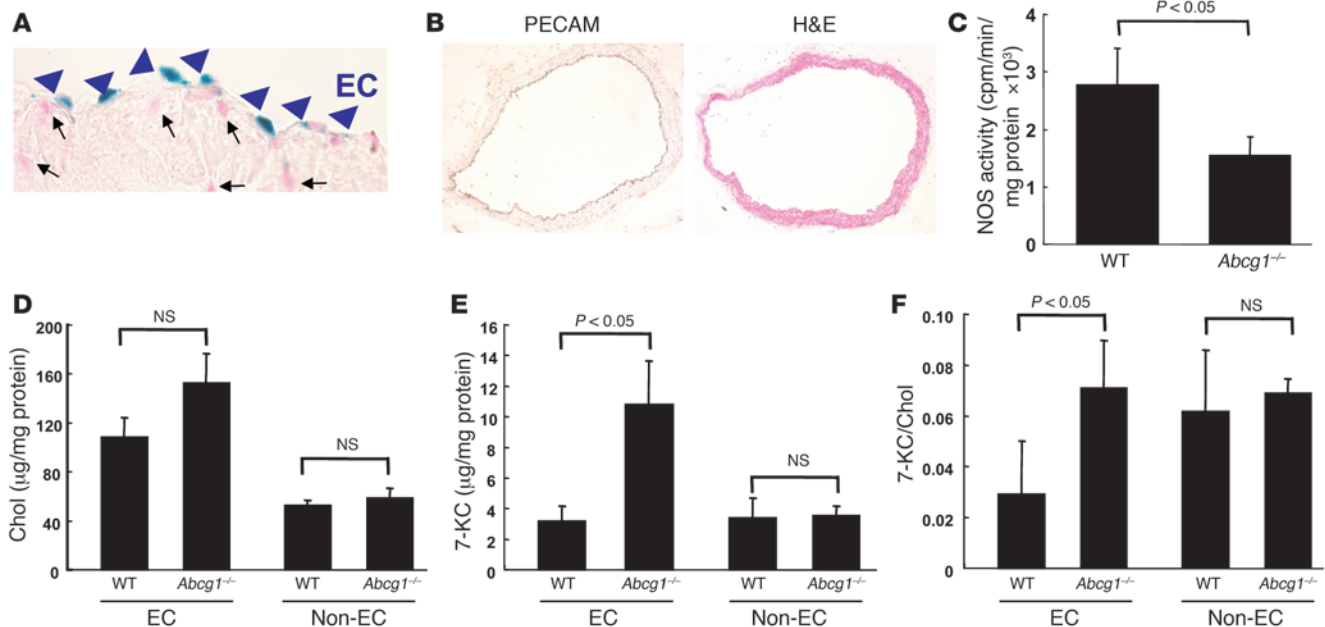 A
EC
B
PECAM
H&E
C
NOS activity (cpm/min/
mg protein ×10³)
4
3
2
1
0
P < 0.05
WT
Abcg1–/–
D
Chol (μg/mg protein)
200
160
120
80
40
0
NS
NS
WT
Abcg1–/–
WT
Abcg1–/–
EC
Non-EC
E
7-KC (μg/mg protein)
16
14
12
10
8
6
4
2
0
P < 0.05
NS
WT
Abcg1–/–
WT
Abcg1–/–
EC
Non-EC
F
7-KC/Chol
0.10
0.08
0.06
0.04
0.02
0
P < 0.05
NS
WT
Abcg1–/–
WT
Abcg1–/–
EC
Non-EC